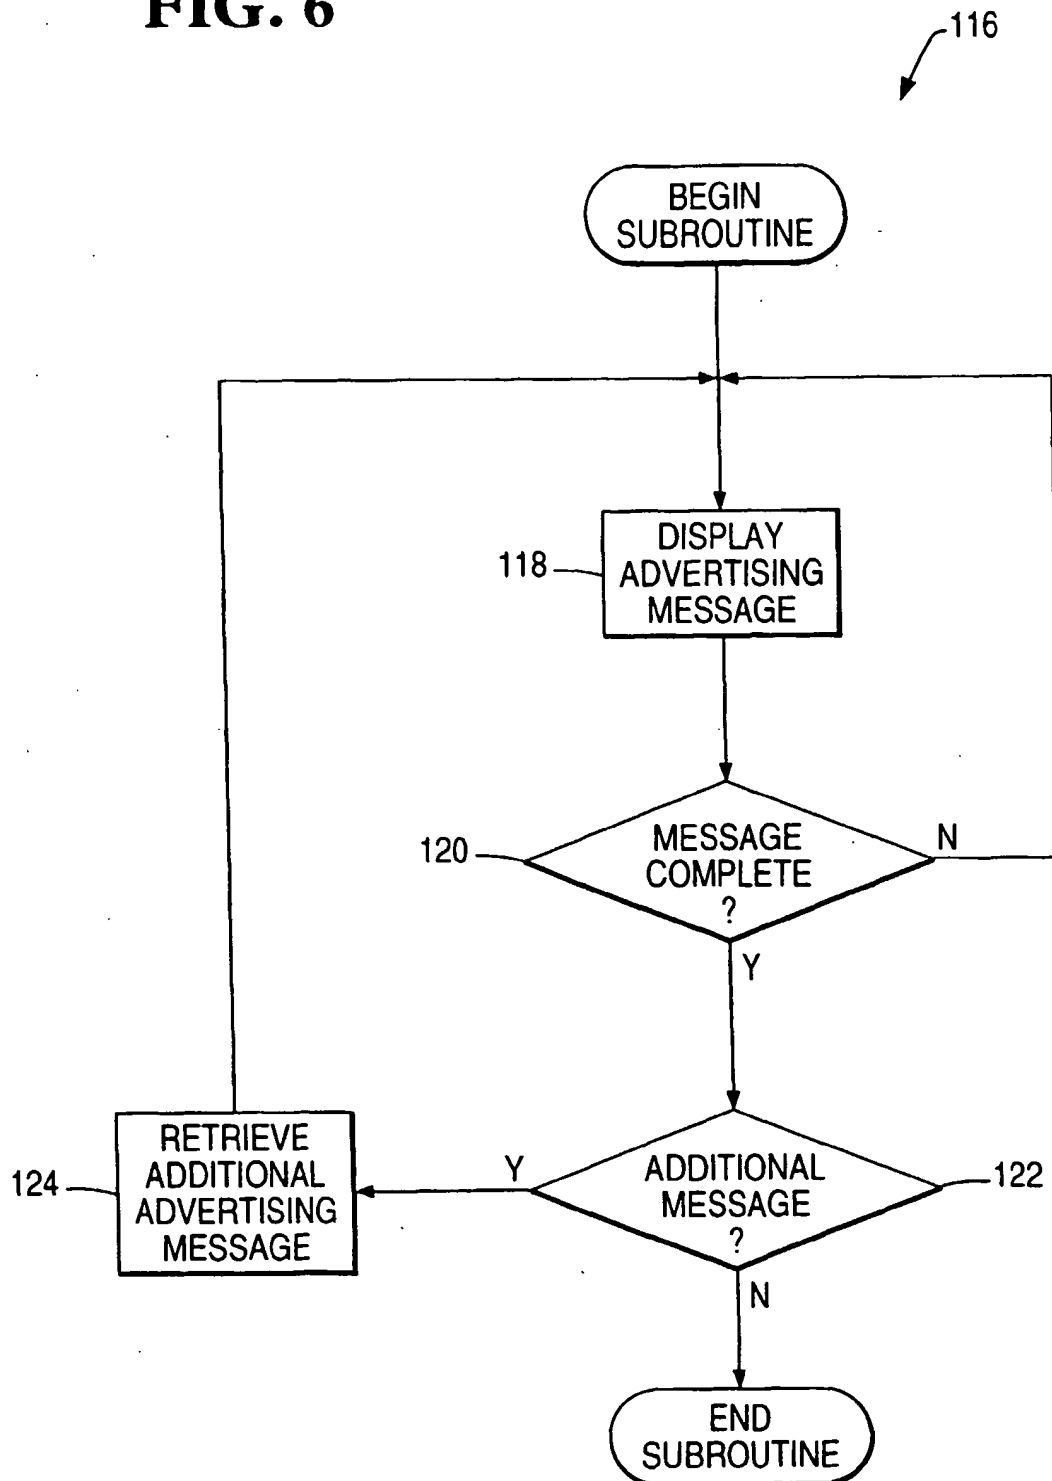 FIG. 6
116
BEGIN
SUBROUTINE
118
DISPLAY
ADVERTISING
MESSAGE
120
MESSAGE
COMPLETE
?
N
Y
124
RETRIEVE
ADDITIONAL
ADVERTISING
MESSAGE
Y
ADDITIONAL
MESSAGE
?
122
N
END
SUBROUTINE